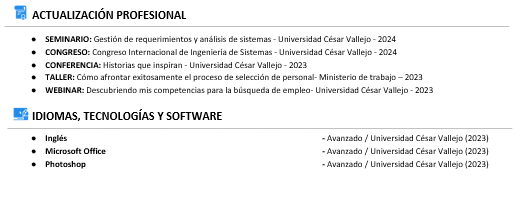 ACTUALIZACIÓN PROFESIONAL
● SEMINARIO: Gestión de requerimientos y análisis de sistemas - Universidad César Vallejo - 2024
● CONGRESO: Congreso Internacional de Ingeniería de Sistemas - Universidad César Vallejo - 2024
● CONFERENCIA: Historias que inspiran - Universidad César Vallejo - 2023
● TALLER: Cómo afrontar exitosamente el proceso de selección de personal- Ministerio de trabajo – 2023
● WEBINAR: Descubriendo mis competencias para la búsqueda de empleo- Universidad César Vallejo - 2023
IDIOMAS, TECNOLOGÍAS Y SOFTWARE
● Inglés - Avanzado / Universidad César Vallejo (2023)
● Microsoft Office - Avanzado / Universidad César Vallejo (2023)
● Photoshop - Avanzado / Universidad César Vallejo (2023)